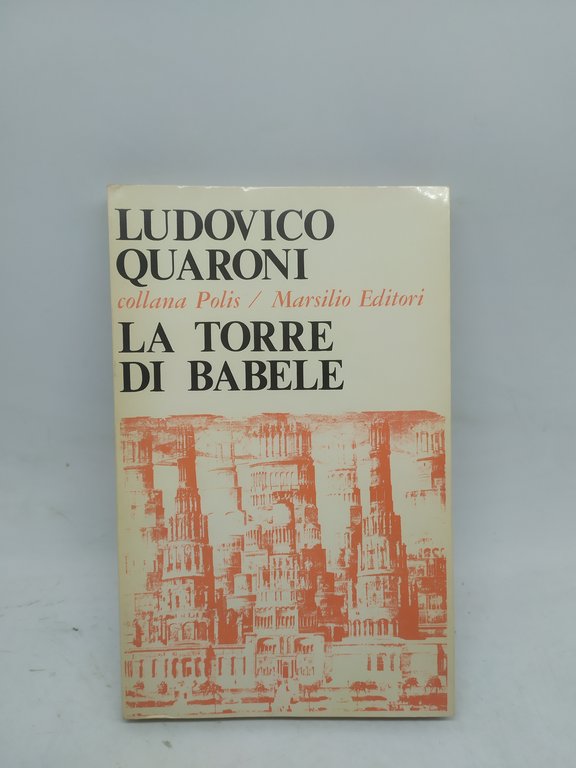 LUDOVICO
QUARONI
collana Polis / Marsilio Editori
LA TORRE
DI BABELE